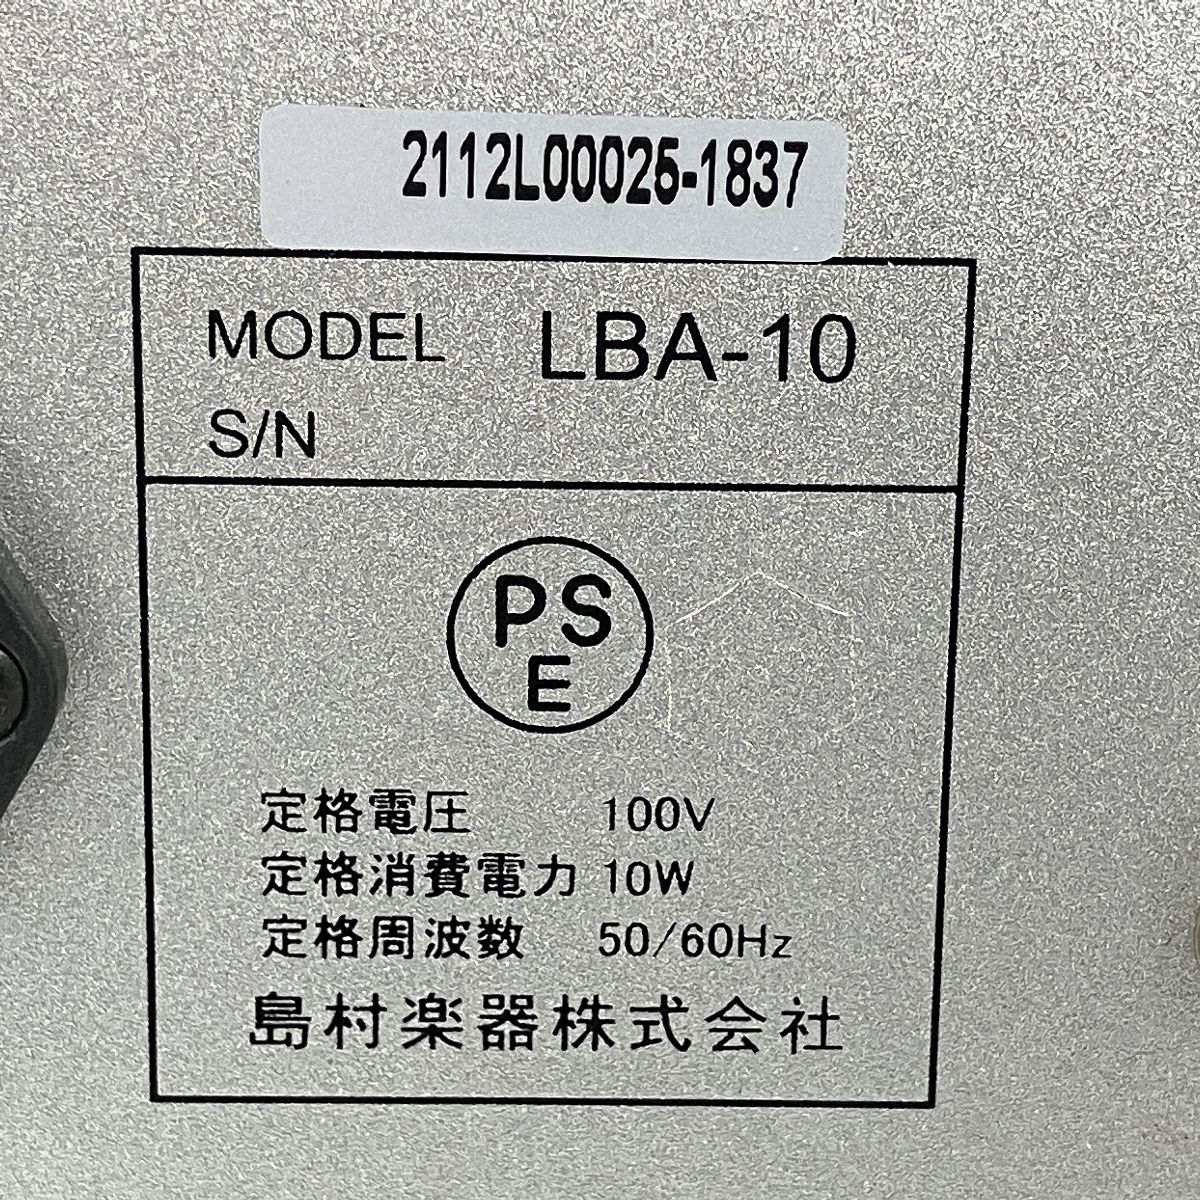 2112L00025-1837
MODEL LBA-10
S/N
PS
E
定格電圧 100V
定格消費電力 10W
定格周波数 50/60Hz
島村楽器株式会社